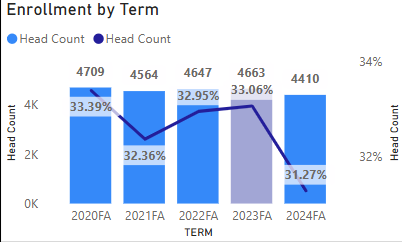 Enrollment by Term
Head Count Head Count
4709 4564 4647 4663 4410
34%
33.39% 32.36% 32.95% 33.06% 31.27%
4K
2K
0K
32%
Head Count
Head Count
2020FA 2021FA 2022FA 2023FA 2024FA
TERM